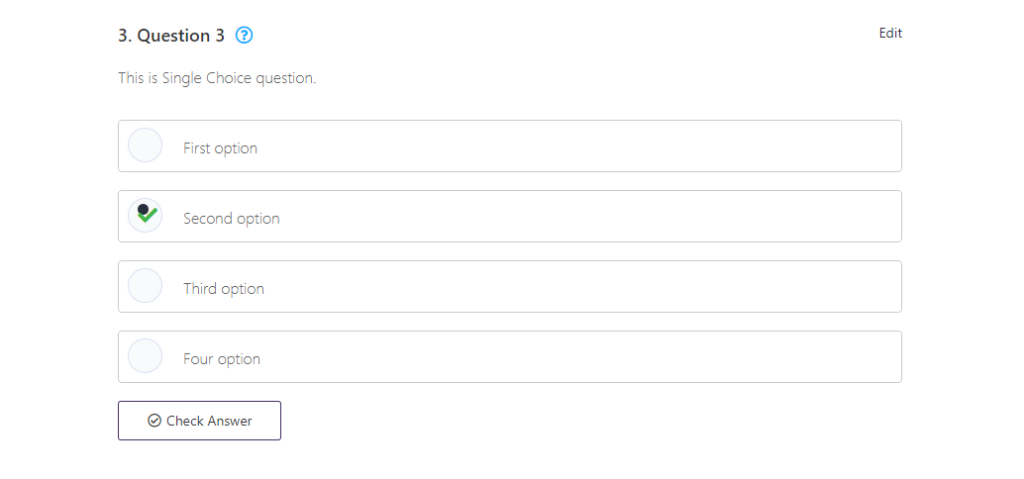 3. Question 3 ?
Edit
This is Single Choice question.
First option
Second option
Third option
Four option
Check Answer